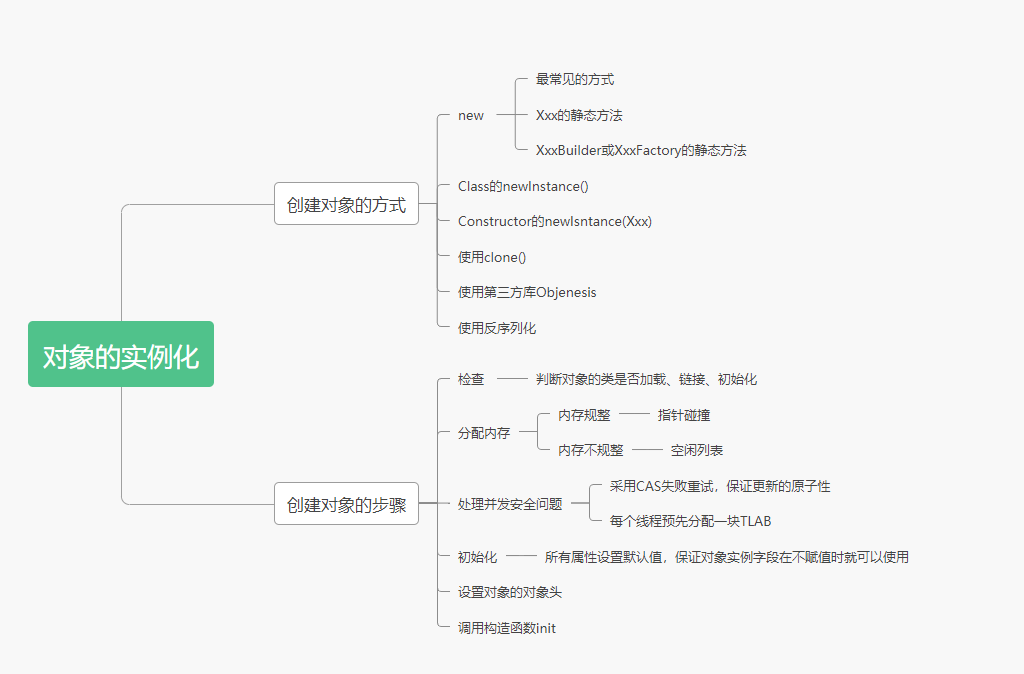 对象的实例化
创建对象的方式
new
最常见的方式
Xxx的静态方法
XxxBuilder或XxxFactory的静态方法
Class的newInstance()
Constructor的newIsntance(Xxx)
使用clone()
使用第三方库Objenesis
使用反序列化
创建对象的步骤
检查
判断对象的类是否加载、链接、初始化
分配内存
内存规整
指针碰撞
内存不规整
空闲列表
处理并发安全问题
采用CAS失败重试，保证更新的原子性
每个线程预先分配一块TLAB
初始化
所有属性设置默认值，保证对象实例字段在不赋值时就可以使用
设置对象的对象头
调用构造函数init